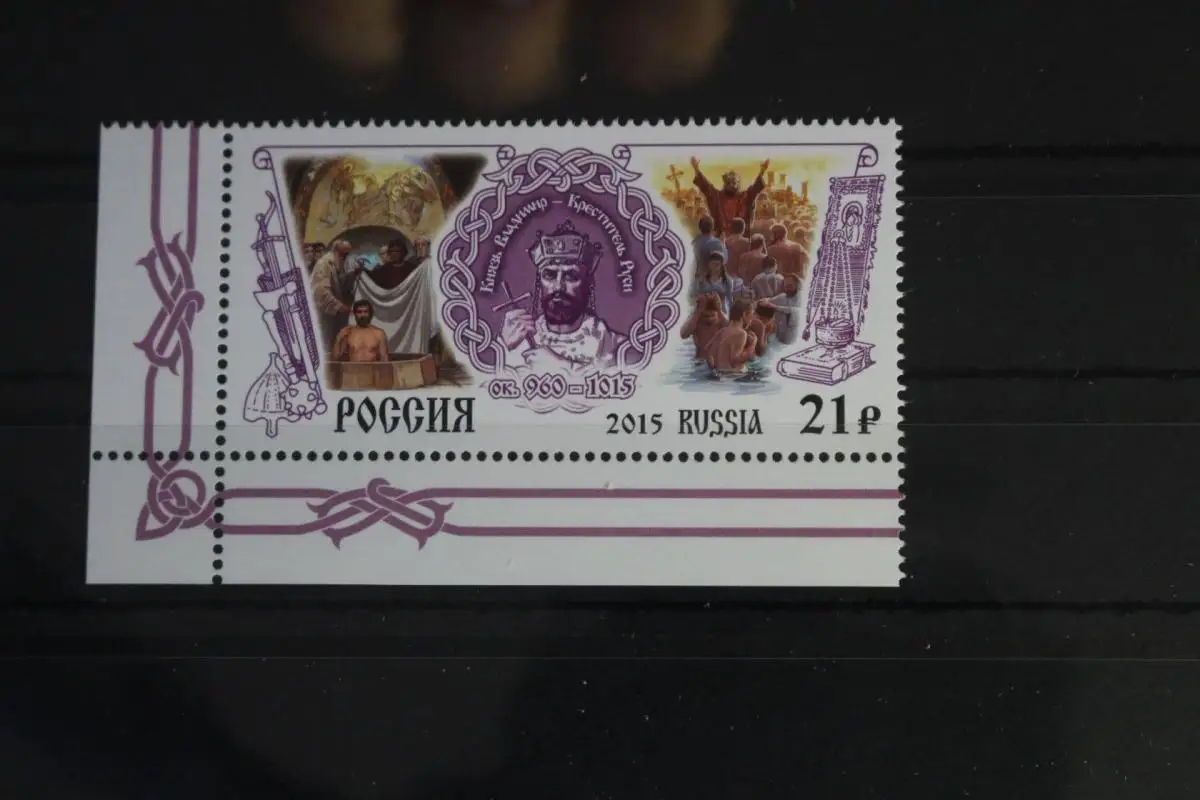 Князь Владимир – Креститель Руси
ок. 960 – 1015
РОССИЯ
2015 RUSSIA 21₽